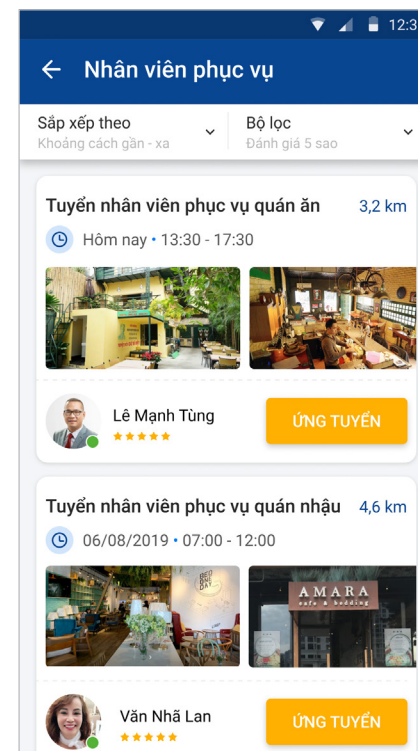 12:3
Nhân viên phục vụ
Sắp xếp theo
Khoảng cách gần - xa
Bộ lọc
Đánh giá 5 sao
Tuyển nhân viên phục vụ quán ăn 3,2 km
Hôm nay • 13:30 - 17:30
Lê Mạnh Tùng
ỨNG TUYỂN
Tuyển nhân viên phục vụ quán nhậu 4,6 km
06/08/2019 • 07:00 - 12:00
AMARA
cafe & bedding
Văn Nhã Lan
ỨNG TUYỂN